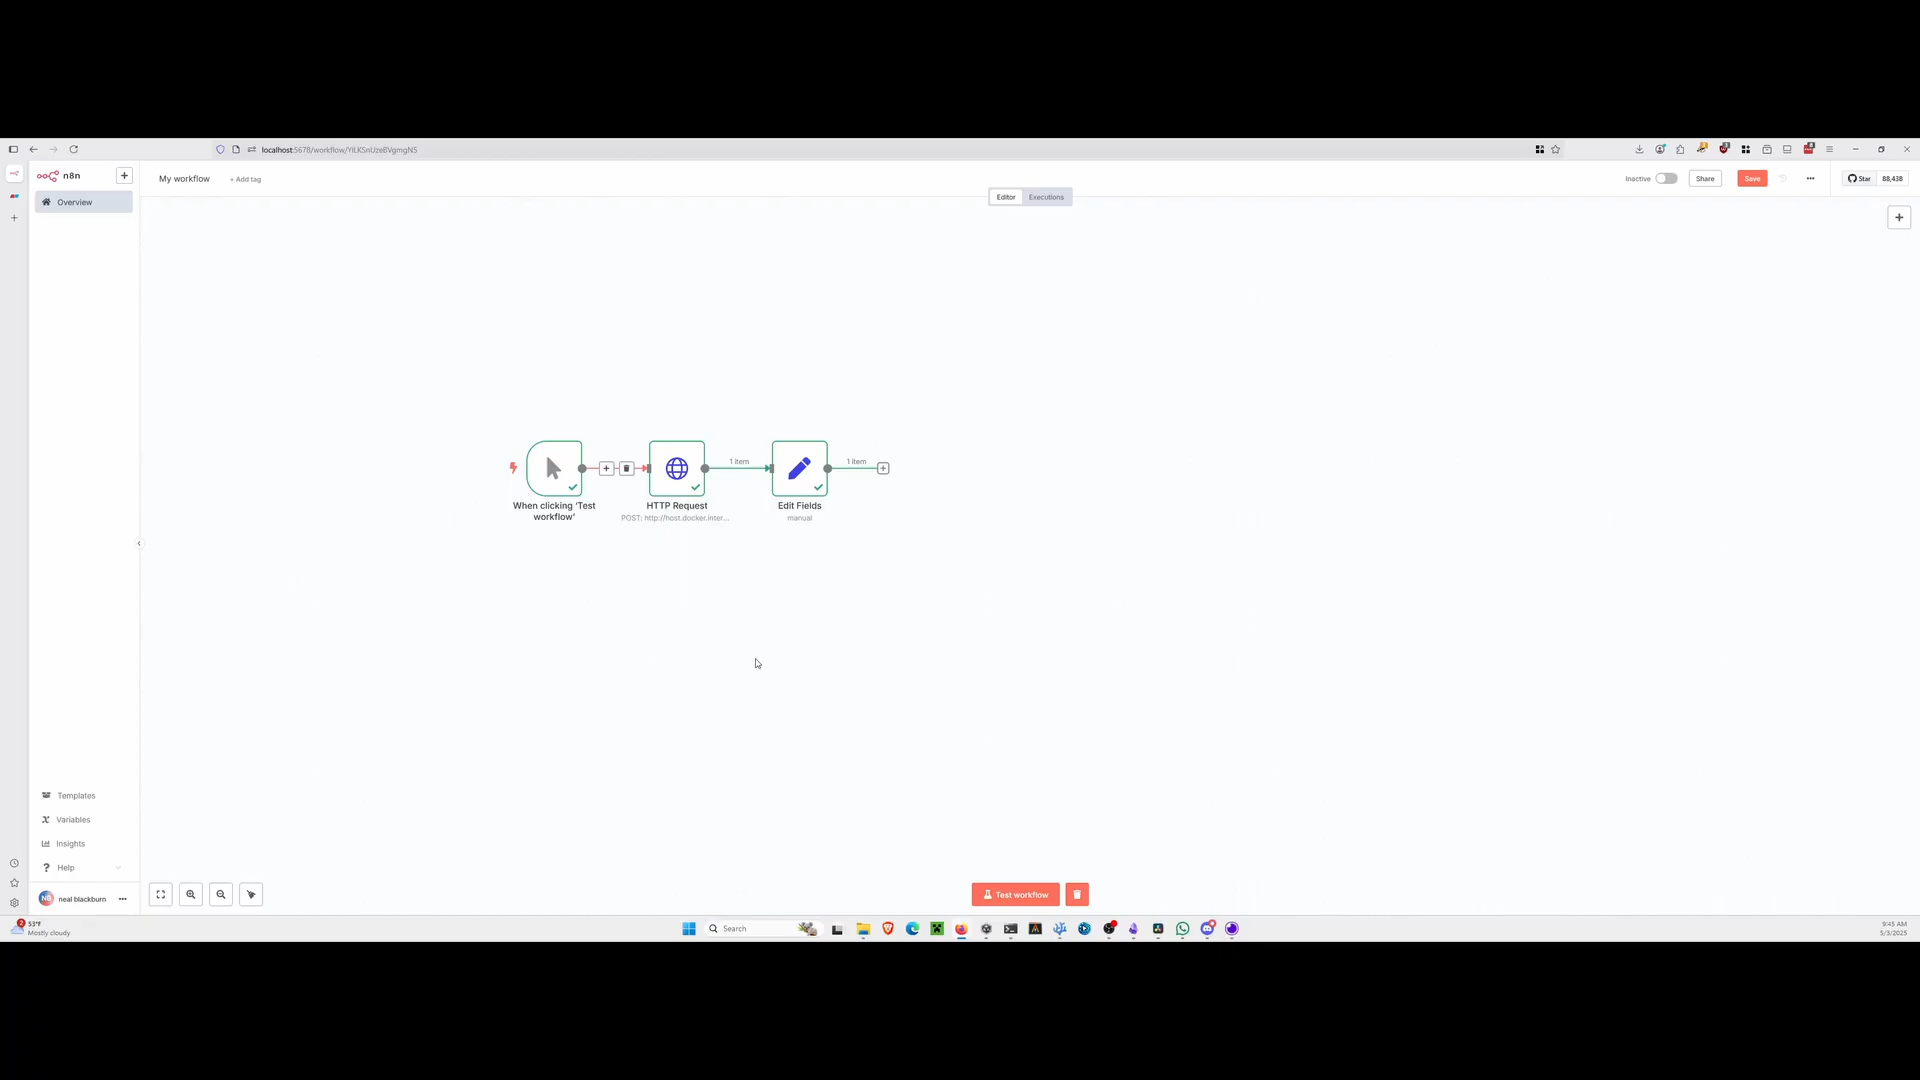 localhost:5678/workflow/
n8n
My workflow
+ Add tag
Inactive
Share
Save
Star
88,438
Overview
Editor
Executions
1 item
1 item
When clicking ‘Test
workflow’
HTTP Request
POST: http://host.docker.inter...
Edit Fields
manual
Templates
Variables
Insights
Help
NB
neal blackburn
Test workflow
2
53°F
Mostly cloudy
Search
9:45 AM
5/3/2025